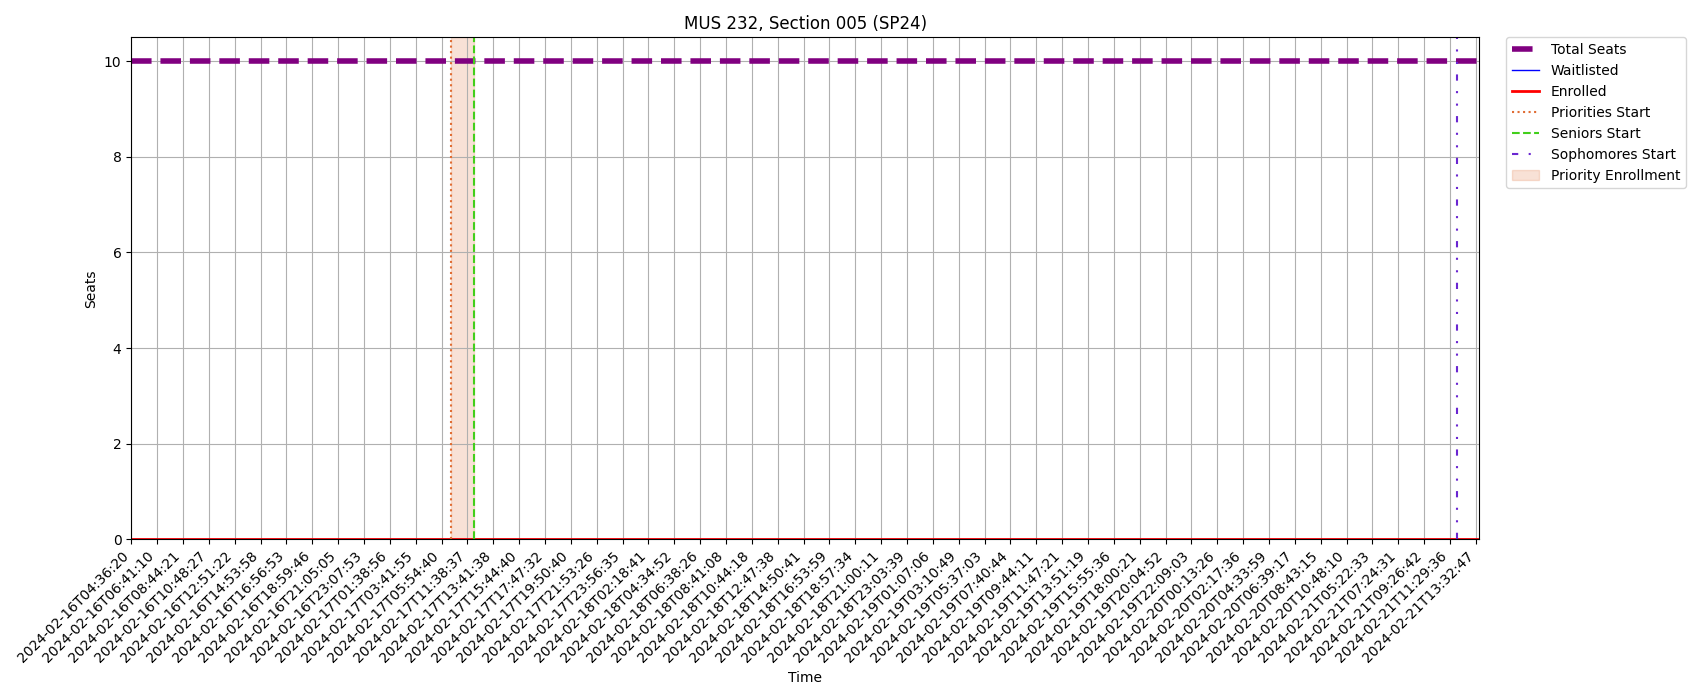 MUS 232, Section 005 (SP24)
Total Seats
Waitlisted
Enrolled
Priorities Start
Seniors Start
Sophomores Start
Priority Enrollment
Seats
10
8
6
4
2
0
2024-02-16T04:36:20
2024-02-16T06:41:10
2024-02-16T08:44:21
2024-02-16T10:48:27
2024-02-16T12:51:22
2024-02-16T14:53:58
2024-02-16T16:56:53
2024-02-16T18:59:46
2024-02-16T21:05:05
2024-02-16T23:07:53
2024-02-17T01:38:56
2024-02-17T03:41:55
2024-02-17T05:54:40
2024-02-17T11:38:37
2024-02-17T13:41:38
2024-02-17T15:44:40
2024-02-17T17:47:32
2024-02-17T19:50:40
2024-02-17T21:53:26
2024-02-17T23:56:35
2024-02-18T02:18:41
2024-02-18T04:34:52
2024-02-18T06:38:26
2024-02-18T08:41:08
2024-02-18T10:44:18
2024-02-18T12:47:38
2024-02-18T14:50:41
2024-02-18T16:53:59
2024-02-18T18:57:34
2024-02-18T21:00:11
2024-02-18T23:03:39
2024-02-19T01:07:06
2024-02-19T03:10:49
2024-02-19T05:37:03
2024-02-19T07:40:44
2024-02-19T09:44:11
2024-02-19T11:47:21
2024-02-19T13:51:19
2024-02-19T15:55:36
2024-02-19T18:00:21
2024-02-19T20:04:52
2024-02-19T22:09:03
2024-02-20T00:13:26
2024-02-20T02:17:36
2024-02-20T04:33:59
2024-02-20T06:39:17
2024-02-20T08:43:15
2024-02-20T10:48:10
2024-02-21T05:22:33
2024-02-21T07:24:31
2024-02-21T09:26:42
2024-02-21T11:29:36
2024-02-21T13:32:47
Time